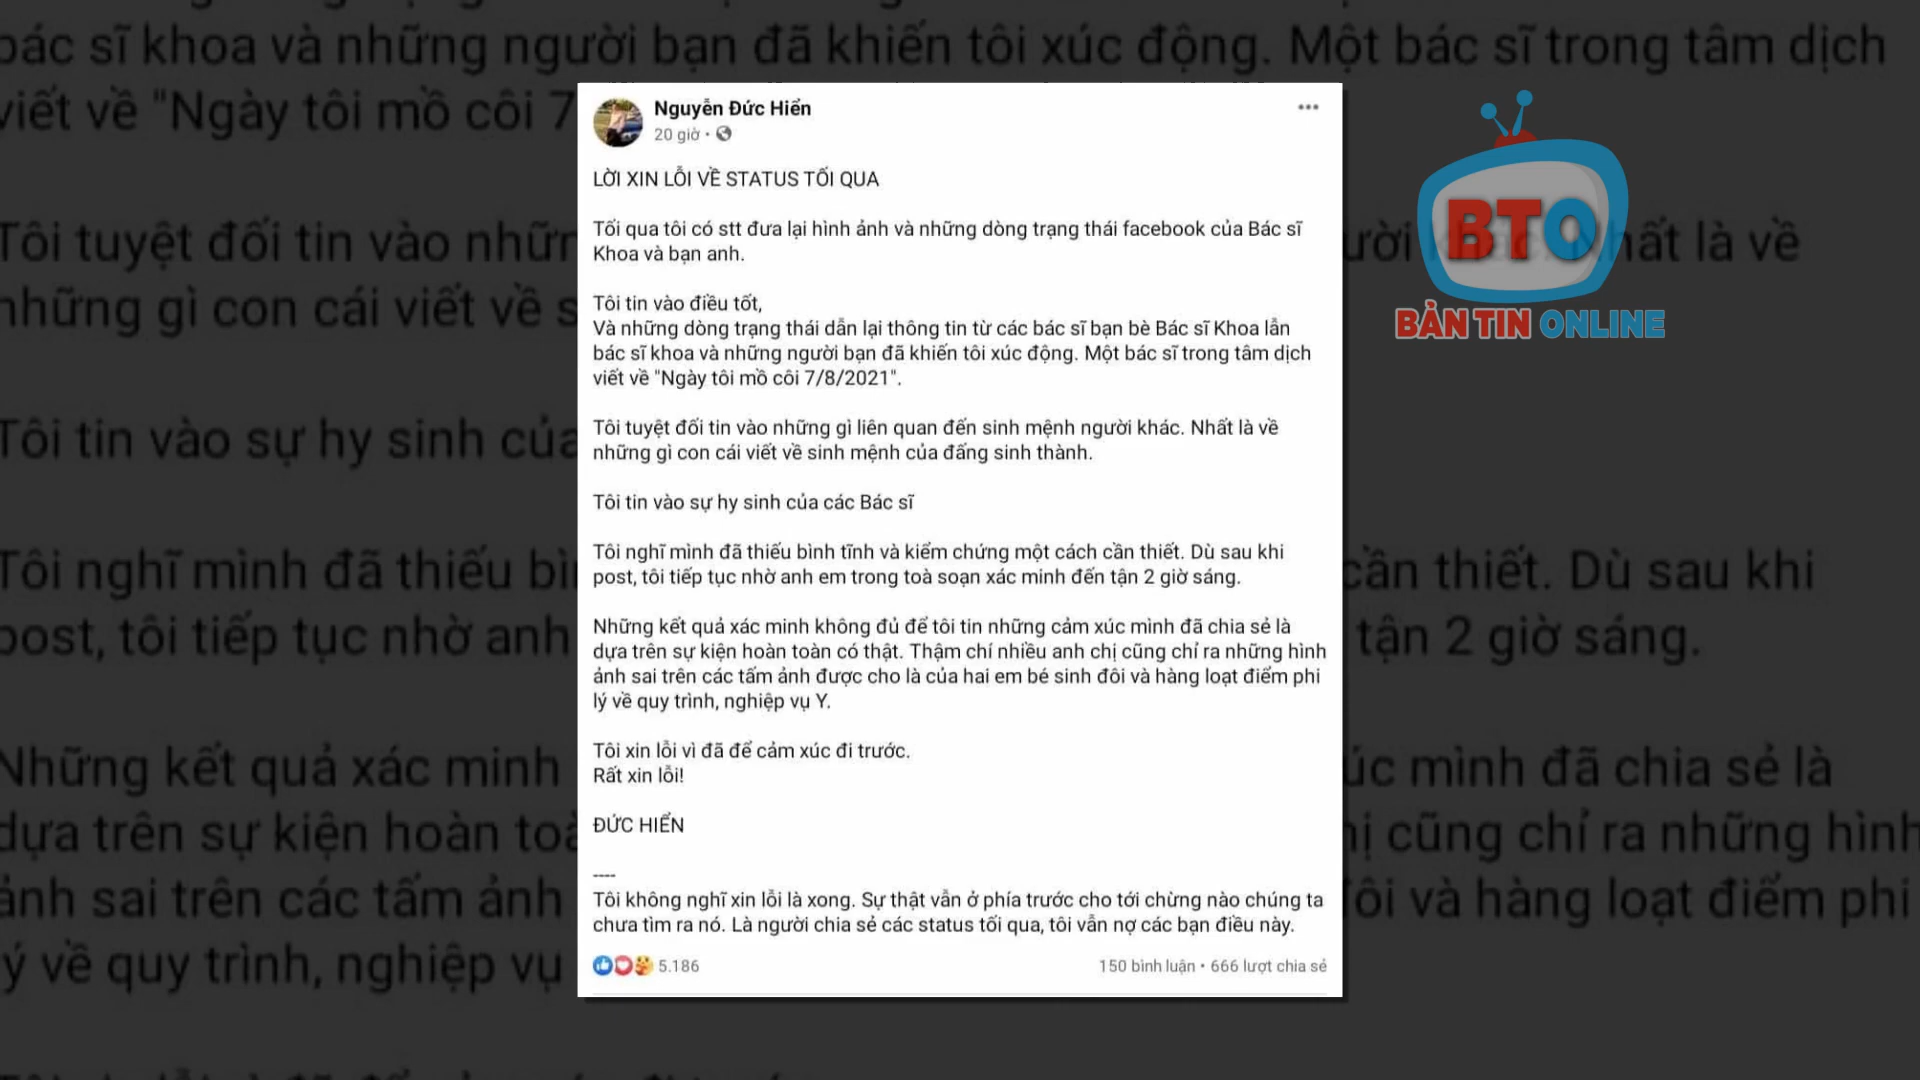 Nguyễn Đức Hiển
20 giờ
LỜI XIN LỖI VỀ STATUS TỐI QUA
Tối qua tôi có stt đưa lại hình ảnh và những dòng trạng thái facebook của Bác sĩ
Khoa và bạn anh.
Tôi tin vào điều tốt,
Và những dòng trạng thái dẫn lại thông tin từ các bác sĩ bạn bè Bác sĩ Khoa lẫn
bác sĩ khoa và những người bạn đã khiến tôi xúc động. Một bác sĩ trong tâm dịch
viết về "Ngày tôi mồ côi 7/8/2021".
Tôi tuyệt đối tin vào những gì liên quan đến sinh mệnh người khác. Nhất là về
những gì con cái viết về sinh mệnh của đấng sinh thành.
Tôi tin vào sự hy sinh của các Bác sĩ
Tôi nghĩ mình đã thiếu bình tĩnh và kiểm chứng một cách cần thiết. Dù sau khi
post, tôi tiếp tục nhờ anh em trong toà soạn xác minh đến tận 2 giờ sáng.
Những kết quả xác minh không đủ để tôi tin những cảm xúc mình đã chia sẻ là
dựa trên sự kiện hoàn toàn có thật. Thậm chí nhiều anh chị cũng chỉ ra những hình
ảnh sai trên các tấm ảnh được cho là của hai em bé sinh đôi và hàng loạt điểm phi
lý về quy trình, nghiệp vụ Y.
Tôi xin lỗi vì đã để cảm xúc đi trước.
Rất xin lỗi!
ĐỨC HIỂN
----
Tôi không nghĩ xin lỗi là xong. Sự thật vẫn ở phía trước cho tới chừng nào chúng ta
chưa tìm ra nó. Là người chia sẻ các status tối qua, tôi vẫn nợ các bạn điều này.
5.186
150 bình luận • 666 lượt chia sẻ
BTO
BẢN TIN ONLINE